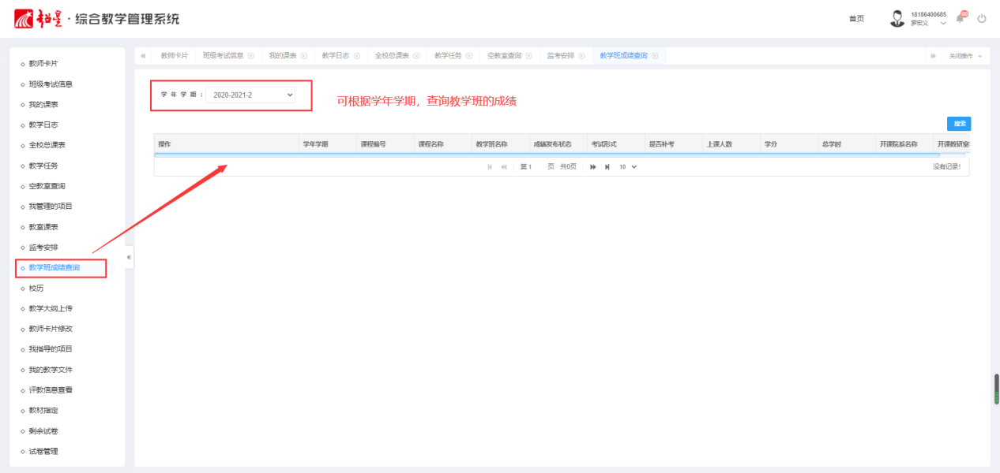 超星 · 综合教学管理系统
首页
18186400685
罗宏义
60
教师卡片
班级考试信息
我的课表
教学日志
全校总课表
教学任务
空教室查询
监考安排
教学班成绩查询
关闭操作
教师卡片
班级考试信息
我的课表
教学日志
全校总课表
教学任务
空教室查询
我管理的项目
教室课表
监考安排
教学班成绩查询
校历
教学大纲上传
教师卡片修改
我指导的项目
我的教学文件
评教信息查看
教材指定
剩余试卷
试卷管理
学年学期: 2020-2021-2
可根据学年学期，查询教学班的成绩
搜索
操作 学年学期 课程编号 课程名称 教学班名称 成绩发布状态 考试形式 是否补考 上课人数 学分 总学时 开课院系名称 开课教研室
第 1 页 共0页 10 没有记录!